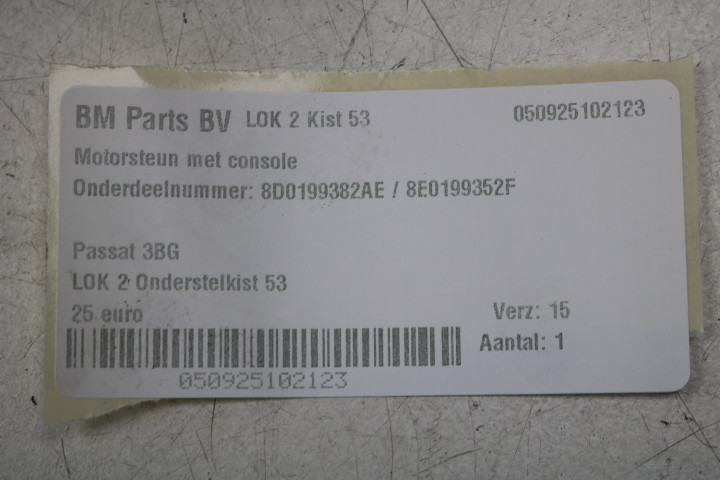 BM Parts BV LOK 2 Kist 53 050925102123
Motorsteun met console
Onderdeelnummer: 8D0199382AE / 8E0199352F
Passat 3BG
LOK 2 Onderstelkist 53
25 euro Verz: 15
Aantal: 1
050925102123